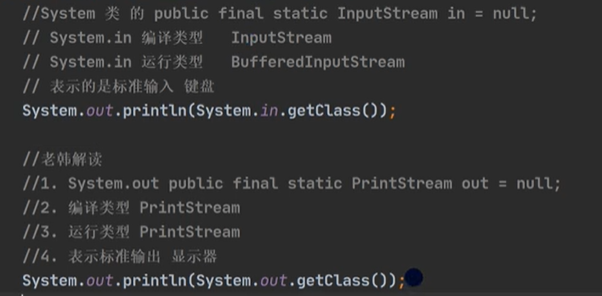 //System 类 的 public final static InputStream in = null;
// System.in 编译类型 InputStream
// System.in 运行类型 BufferedInputStream
// 表示的是标准输入 键盘
System.out.println(System.in.getClass());
//老韩解读
//1. System.out public final static PrintStream out = null;
//2. 编译类型 PrintStream
//3. 运行类型 PrintStream
//4. 表示标准输出 显示器
System.out.println(System.out.getClass());